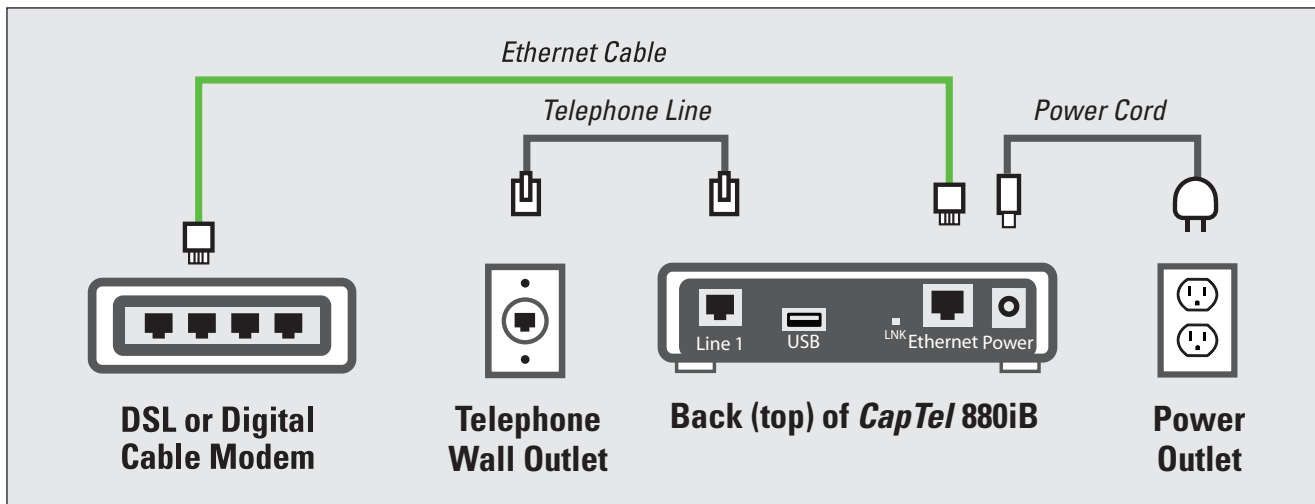 Ethernet Cable
Telephone Line
Power Cord
Line 1
USB
LNK
Ethernet
Power
DSL or Digital
Cable Modem
Telephone
Wall Outlet
Back (top) of CapTel 880iB
Power
Outlet